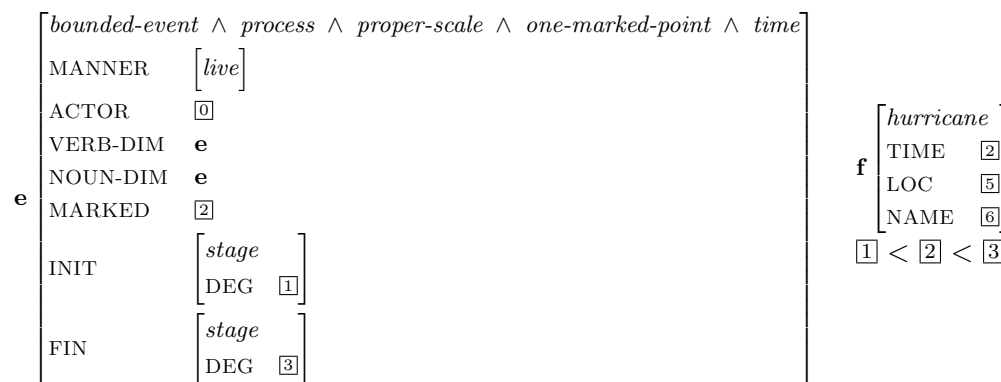 bounded-event ∧ process ∧ proper-scale ∧ one-marked-point ∧ time
MANNER [live]
ACTOR 0
VERB-DIM e
NOUN-DIM e
e
MARKED 2
INIT [stage
DEG 1]
FIN [stage
DEG 3]
f [hurricane
TIME 2
LOC 5
NAME 6]
1 < 2 < 3